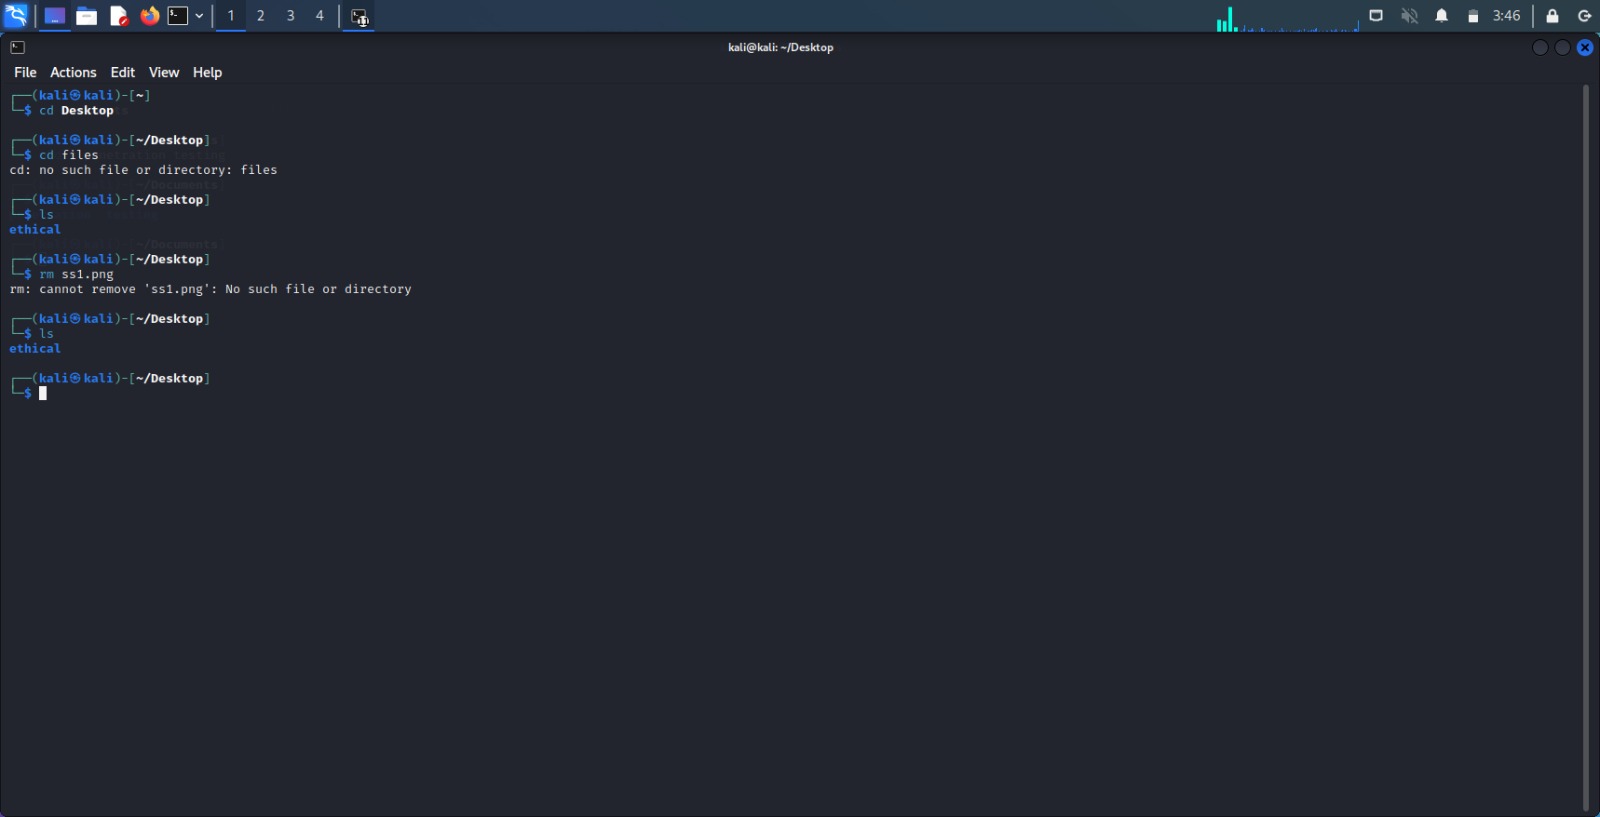 1 2 3 4 3:46
kali@kali: ~/Desktop
File Actions Edit View Help
┌──(kali㉿kali)-[~]
└─$ cd Desktop
┌──(kali㉿kali)-[~/Desktop]
└─$ cd files
cd: no such file or directory: files
┌──(kali㉿kali)-[~/Desktop]
└─$ ls
ethical
┌──(kali㉿kali)-[~/Desktop]
└─$ rm ss1.png
rm: cannot remove 'ss1.png': No such file or directory
┌──(kali㉿kali)-[~/Desktop]
└─$ ls
ethical
┌──(kali㉿kali)-[~/Desktop]
└─$